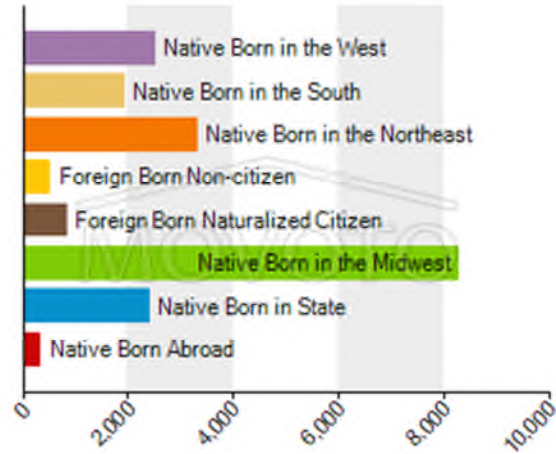 Native Born in the West
Native Born in the South
Native Born in the Northeast
Foreign Born Non-citizen
Foreign Born Naturalized Citizen
MOVOTO
Native Born in the Midwest
Native Born in State
Native Born Abroad
0 2,000 4,000 6,000 8,000 10,000